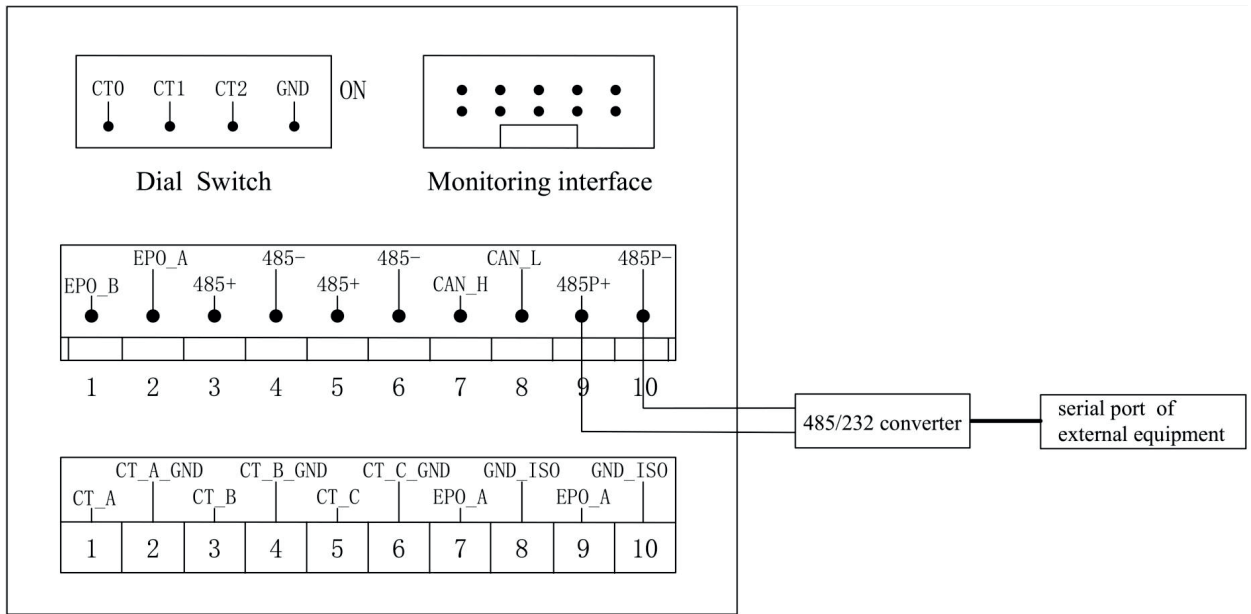 CT0 CT1 CT2 GND ON
Dial Switch Monitoring interface
EPO_A 485- 485- CAN_L 485P-
EPO_B 485+ 485+ CAN_H 485P+
1 2 3 4 5 6 7 8 9 10
485/232 converter
serial port of
external equipment
CT_A_GND CT_B_GND CT_C_GND GND_ISO GND_ISO
CT_A CT_B CT_C EPO_A EPO_A
1 2 3 4 5 6 7 8 9 10